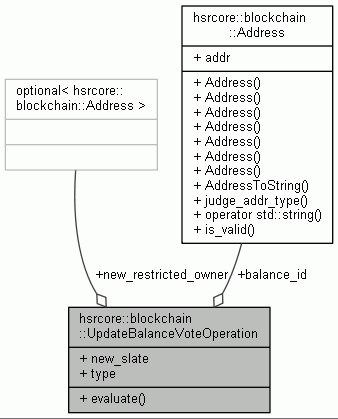 hsrcore::blockchain
::Address
+ addr
+ Address()
+ Address()
+ Address()
+ Address()
+ Address()
+ Address()
+ Address()
+ AddressToString()
+ judge_addr_type()
+ operator std::string()
+ is_valid()
optional< hsrcore::
blockchain::Address >
+new_restricted_owner
+balance_id
hsrcore::blockchain
::UpdateBalanceVoteOperation
+ new_slate
+ type
+ evaluate()